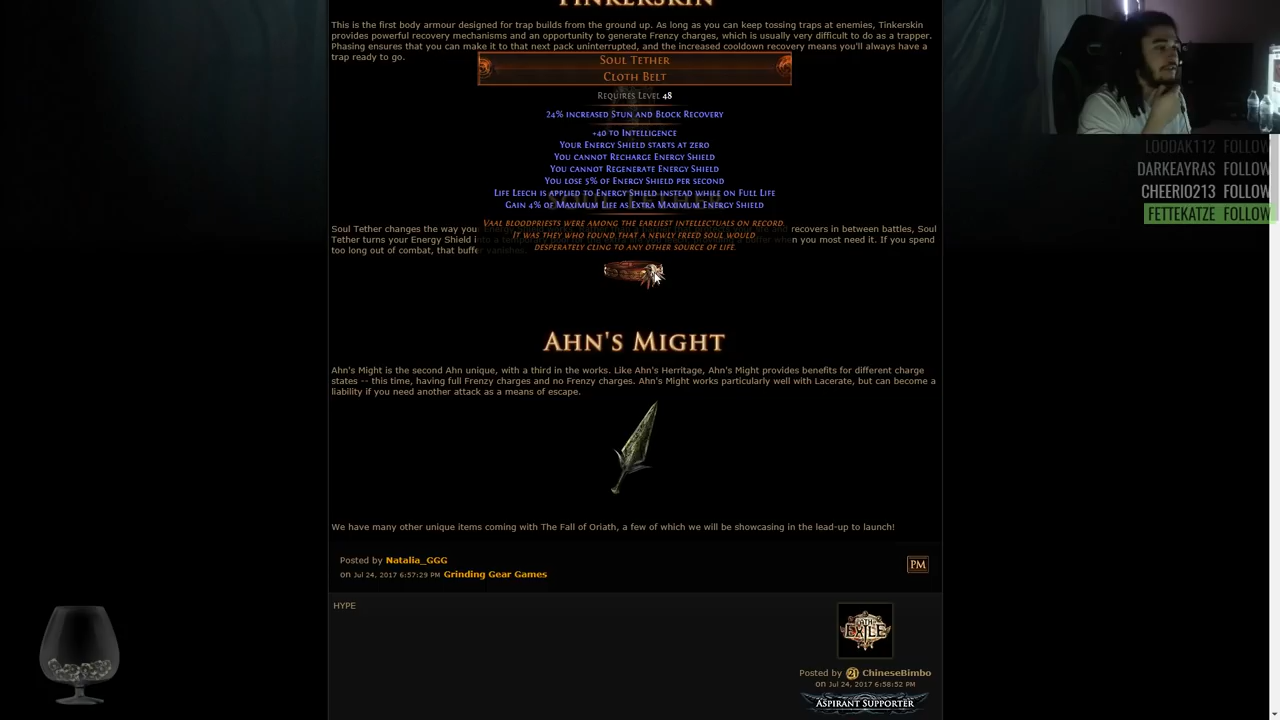 TINKERSKIN
This is the first body armour designed for trap builds from the ground up. As long as you can keep tossing traps at enemies, Tinkerskin
provides powerful recovery mechanisms and an opportunity to generate Frenzy charges, which is usually very difficult to do as a trapper.
Phasing ensures that you can make it to that next pack uninterrupted, and the increased cooldown recovery means you'll always have a
trap ready to go.
SOUL TETHER
CLOTH BELT
REQUIRES LEVEL 48
24% INCREASED STUN AND BLOCK RECOVERY
+40 TO INTELLIGENCE
YOUR ENERGY SHIELD STARTS AT ZERO
YOU CANNOT RECHARGE ENERGY SHIELD
YOU CANNOT REGENERATE ENERGY SHIELD
YOU LOSE 5% OF ENERGY SHIELD PER SECOND
LIFE LEECH IS APPLIED TO ENERGY SHIELD INSTEAD WHILE ON FULL LIFE
GAIN 4% OF MAXIMUM LIFE AS EXTRA MAXIMUM ENERGY SHIELD
VAAL BLOODPRIESTS WERE AMONG THE EARLIEST INTELLECTUALS ON RECORD.
IT WAS THEY WHO FOUND THAT A NEWLY FREED SOUL WOULD
DESPERATELY CLING TO ANY OTHER SOURCE OF LIFE.
Soul Tether changes the way your recovers in between battles, Soul
Tether turns your Energy Shield when you most need it. If you spend
too long out of combat, that buffer vanishes.
AHN'S MIGHT
Ahn's Might is the second Ahn unique, with a third in the works. Like Ahn's Herritage, Ahn's Might provides benefits for different charge
states -- this time, having full Frenzy charges and no Frenzy charges. Ahn's Might works particularly well with Lacerate, but can become a
liability if you need another attack as a means of escape.
We have many other unique items coming with The Fall of Oriath, a few of which we will be showcasing in the lead-up to launch!
Posted by Natalia_GGG
on Jul 24, 2017 6:57:29 PM Grinding Gear Games
PM
HYPE
EXILE
Posted by ChineseBimbo
on Jul 24, 2017 6:58:52 PM
ASPIRANT SUPPORTER
LOODAK112 FOLLOW
DARKEAYRAS FOLLOW
CHEERIO213 FOLLOW
FETTEKATZE FOLLOW